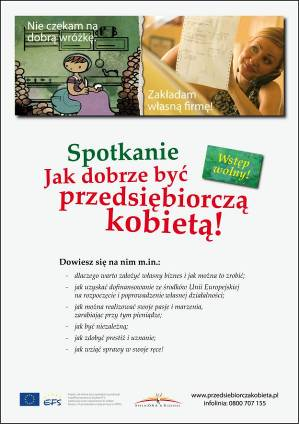 Nie czekam na
dobrą wróżkę.
Zakładam
własną firmę!
Spotkanie
Wstęp
wolny!
Jak dobrze być
przedsiębiorczą
kobietą!
Dowiesz się na nim m.in.:
- dlaczego warto założyć własny biznes i jak można to zrobić;
- jak uzyskać dofinansowanie ze środków Unii Europejskiej
na rozpoczęcie i poprowadzenie własnej działalności;
- jak można realizować swoje pasje i marzenia,
zarabiając przy tym pieniądze;
- jak być niezależną;
- jak zdobyć prestiż i uznanie;
- jak wziąć sprawy w swoje ręce!
EFS
www.przedsiebiorczakobieta.pl
infolinia: 0800 707 155